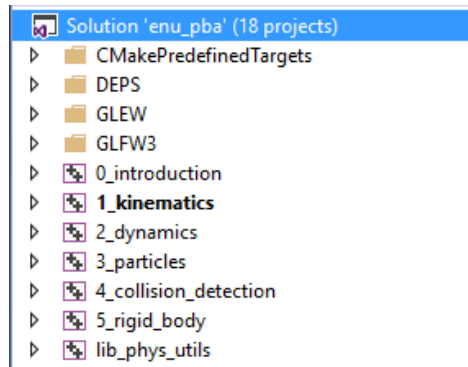 Solution 'enu_pba' (18 projects)
CMakePredefinedTargets
DEPS
GLEW
GLFW3
0_introduction
1_kinematics
2_dynamics
3_particles
4_collision_detection
5_rigid_body
lib_phys_utils